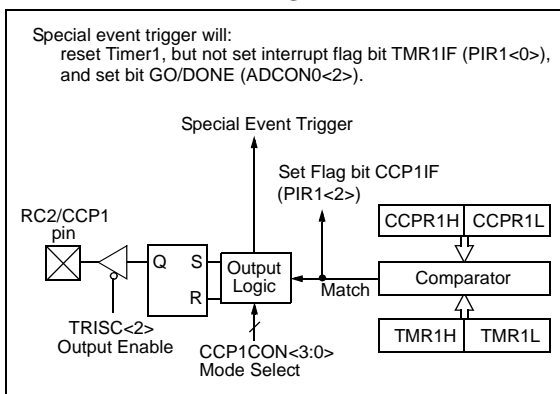 Special event trigger will:
reset Timer1, but not set interrupt flag bit TMR1IF (PIR1<0>),
and set bit GO/DONE (ADCON0<2>).
Special Event Trigger
Set Flag bit CCP1IF
(PIR1<2>)
RC2/CCP1
pin
CCPR1H CCPR1L
Q S
R
Output
Logic
Match
Comparator
TRISC<2>
Output Enable
CCP1CON<3:0>
Mode Select
TMR1H TMR1L